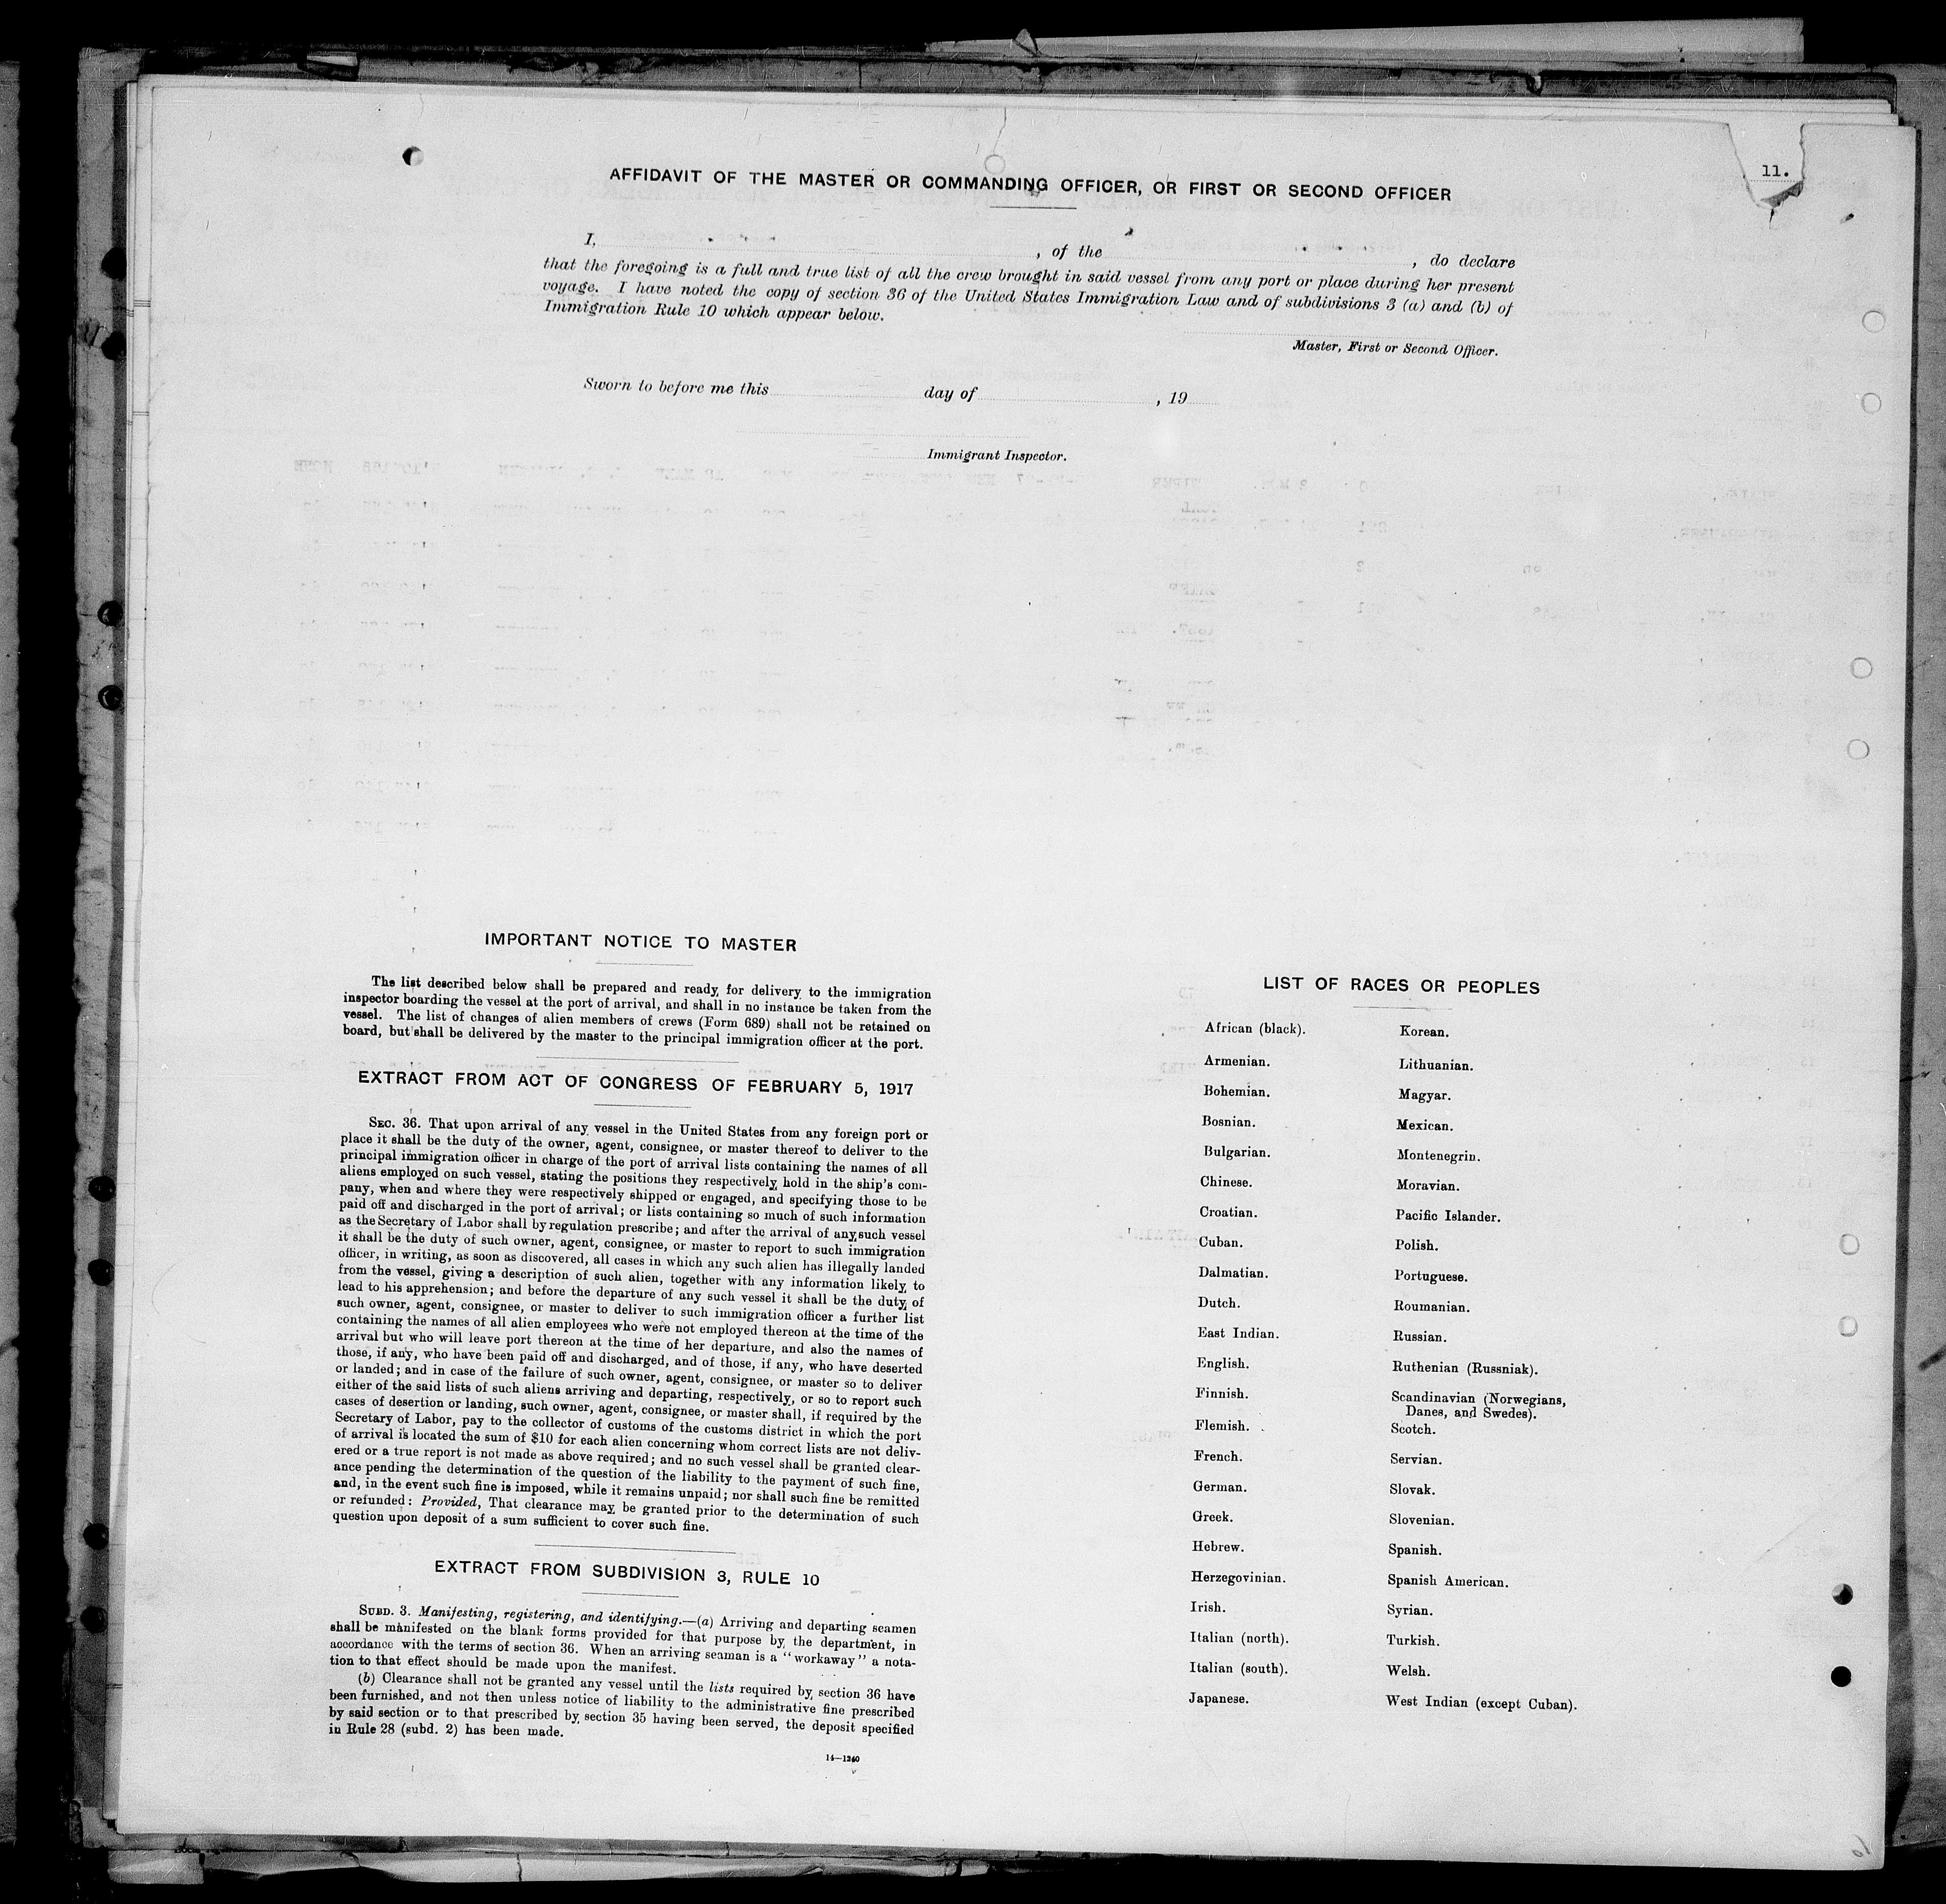 11.
AFFIDAVIT OF THE MASTER OR COMMANDING OFFICER, OR FIRST OR SECOND OFFICER
I, , of the , do declare
that the foregoing is a full and true list of all the crew brought in said vessel from any port or place during her present
voyage. I have noted the copy of section 36 of the United States Immigration Law and of subdivisions 3 (a) and (b) of
Immigration Rule 10 which appear below.
Master, First or Second Officer.
Sworn to before me this day of , 19
Immigrant Inspector.
IMPORTANT NOTICE TO MASTER
The list described below shall be prepared and ready for delivery to the immigration
inspector boarding the vessel at the port of arrival, and shall in no instance be taken from the
vessel. The list of changes of alien members of crews (Form 689) shall not be retained on
board, but shall be delivered by the master to the principal immigration officer at the port.
EXTRACT FROM ACT OF CONGRESS OF FEBRUARY 5, 1917
SEC. 36. That upon arrival of any vessel in the United States from any foreign port or
place it shall be the duty of the owner, agent, consignee, or master thereof to deliver to the
principal immigration officer in charge of the port of arrival lists containing the names of all
aliens employed on such vessel, stating the positions they respectively hold in the ship's com-
pany, when and where they were respectively shipped or engaged, and specifying those to be
paid off and discharged in the port of arrival; or lists containing so much of such information
as the Secretary of Labor shall by regulation prescribe; and after the arrival of any such vessel
it shall be the duty of such owner, agent, consignee, or master to report to such immigration
officer, in writing, as soon as discovered, all cases in which any such alien has illegally landed
from the vessel, giving a description of such alien, together with any information likely to
lead to his apprehension; and before the departure of any such vessel it shall be the duty of
such owner, agent, consignee, or master to deliver to such immigration officer a further list
containing the names of all alien employees who were not employed thereon at the time of the
arrival but who will leave port thereon at the time of her departure, and also the names of
those, if any, who have been paid off and discharged, and of those, if any, who have deserted
or landed; and in case of the failure of such owner, agent, consignee, or master so to deliver
either of the said lists of such aliens arriving and departing, respectively, or so to report such
cases of desertion or landing, such owner, agent, consignee, or master shall, if required by the
Secretary of Labor, pay to the collector of customs of the customs district in which the port
of arrival is located the sum of $10 for each alien concerning whom correct lists are not deliv-
ered or a true report is not made as above required; and no such vessel shall be granted clear-
ance pending the determination of the question of the liability to the payment of such fine,
and, in the event such fine is imposed, while it remains unpaid; nor shall such fine be remitted
or refunded: Provided, That clearance may be granted prior to the determination of such
question upon deposit of a sum sufficient to cover such fine.
EXTRACT FROM SUBDIVISION 3, RULE 10
SUBD. 3. Manifesting, registering, and identifying.—(a) Arriving and departing seamen
shall be manifested on the blank forms provided for that purpose by the department, in
accordance with the terms of section 36. When an arriving seaman is a "workaway" a nota-
tion to that effect should be made upon the manifest.
(b) Clearance shall not be granted any vessel until the lists required by section 36 have
been furnished, and not then unless notice of liability to the administrative fine prescribed
by said section or to that prescribed by section 35 having been served, the deposit specified
in Rule 28 (subd. 2) has been made.
14—1240
LIST OF RACES OR PEOPLES
African (black).
Armenian.
Bohemian.
Bosnian.
Bulgarian.
Chinese.
Croatian.
Cuban.
Dalmatian.
Dutch.
East Indian.
English.
Finnish.
Flemish.
French.
German.
Greek.
Hebrew.
Herzegovinian.
Irish.
Italian (north).
Italian (south).
Japanese.
Korean.
Lithuanian.
Magyar.
Mexican.
Montenegrin.
Moravian.
Pacific Islander.
Polish.
Portuguese.
Roumanian.
Russian.
Ruthenian (Russniak).
Scandinavian (Norwegians,
Danes, and Swedes).
Scotch.
Servian.
Slovak.
Slovenian.
Spanish.
Spanish American.
Syrian.
Turkish.
Welsh.
West Indian (except Cuban).